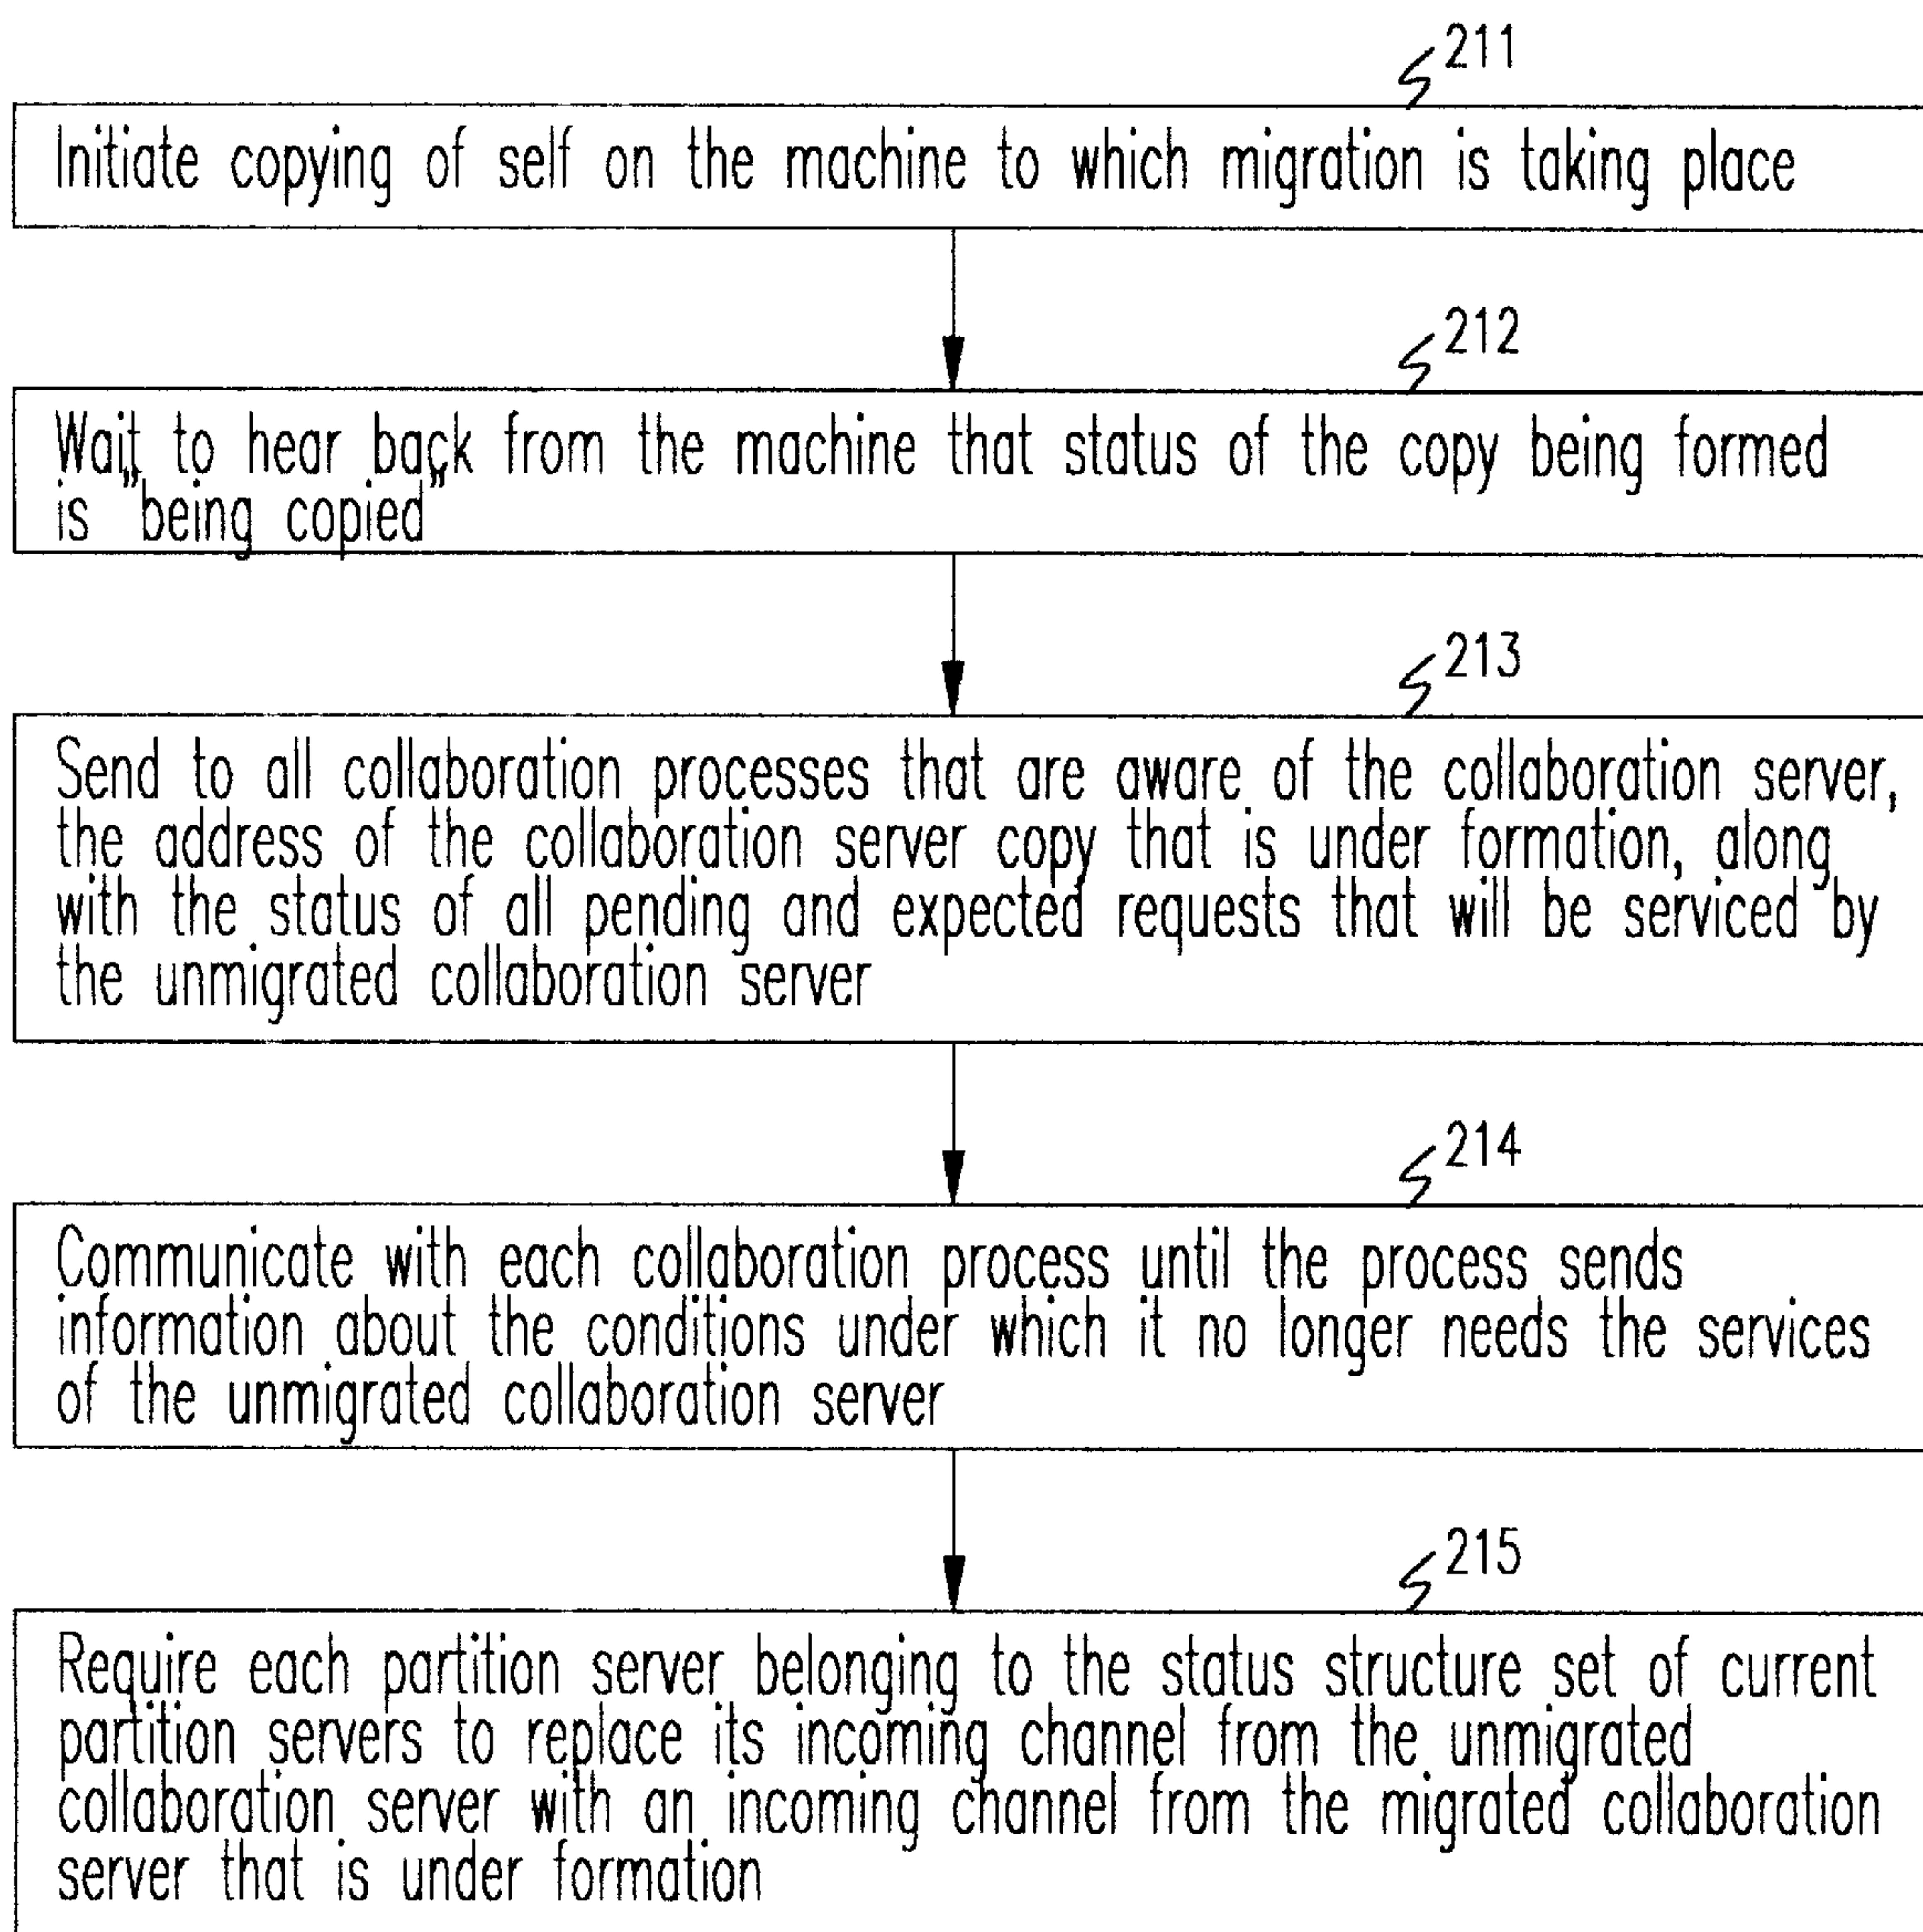 211
Initiate copying of self on the machine to which migration is taking place
212
Wait to hear back from the machine that status of the copy being formed
is "being copied"
213
Send to all collaboration processes that are aware of the collaboration server,
the address of the collaboration server copy that is under formation, along
with the status of all pending and expected requests that will be serviced by
the unmigrated collaboration server
214
Communicate with each collaboration process until the process sends
information about the conditions under which it no longer needs the services
of the unmigrated collaboration server
215
Require each partition server belonging to the status structure set of current
partition servers to replace its incoming channel from the unmigrated
collaboration server with an incoming channel from the migrated collaboration
server that is under formation